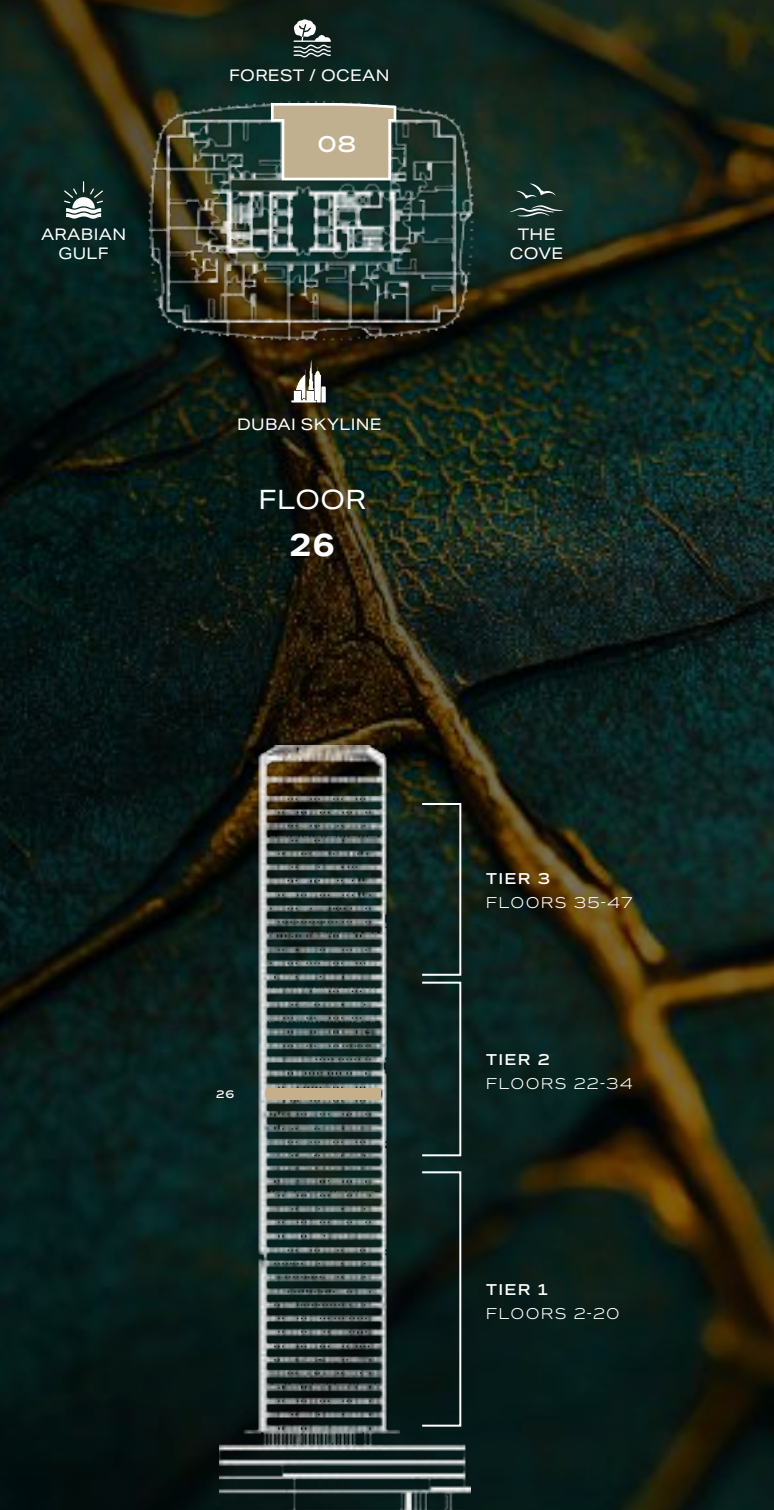 FOREST / OCEAN
08
ARABIAN
GULF
THE
COVE
DUBAI SKYLINE
FLOOR
26
TIER 3
FLOORS 35-47
TIER 2
FLOORS 22-34
26
TIER 1
FLOORS 2-20